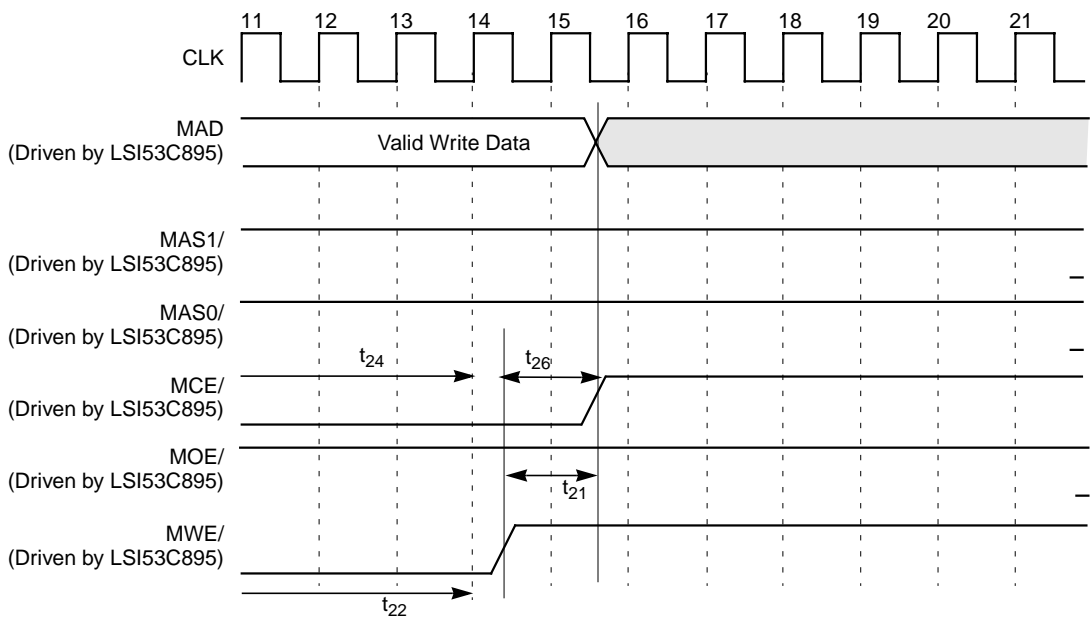 11 12 13 14 15 16 17 18 19 20 21
CLK
MAD
(Driven by LSI53C895)
Valid Write Data
MAS1/
(Driven by LSI53C895)
MAS0/
(Driven by LSI53C895)
t24
t26
MCE/
(Driven by LSI53C895)
MOE/
(Driven by LSI53C895)
t21
MWE/
(Driven by LSI53C895)
t22